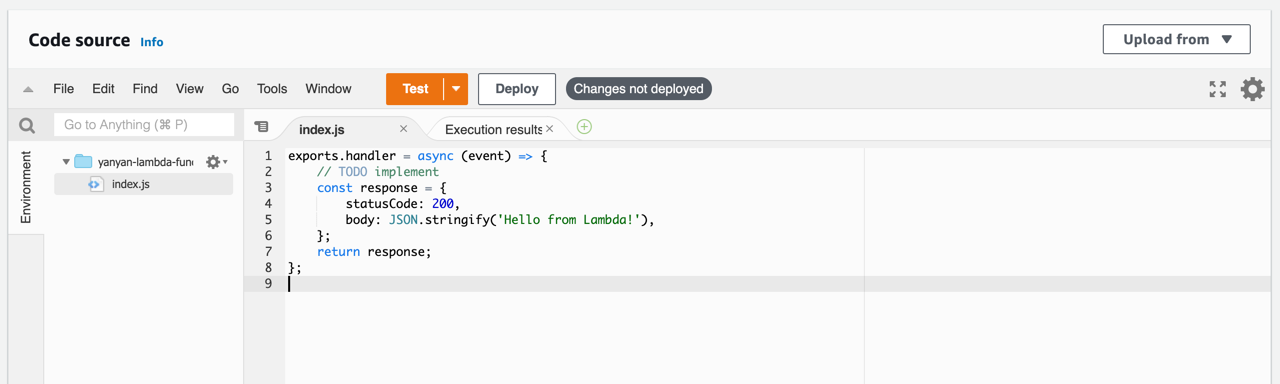 Code source Info
Upload from
File Edit Find View Go Tools Window Test Deploy Changes not deployed
Go to Anything (⌘ P)
index.js
Execution results
Environment
yanyan-lambda-fun
index.js
1 exports.handler = async (event) => {
2     // TODO implement
3     const response = {
4         statusCode: 200,
5         body: JSON.stringify('Hello from Lambda!'),
6     };
7     return response;
8 };
9